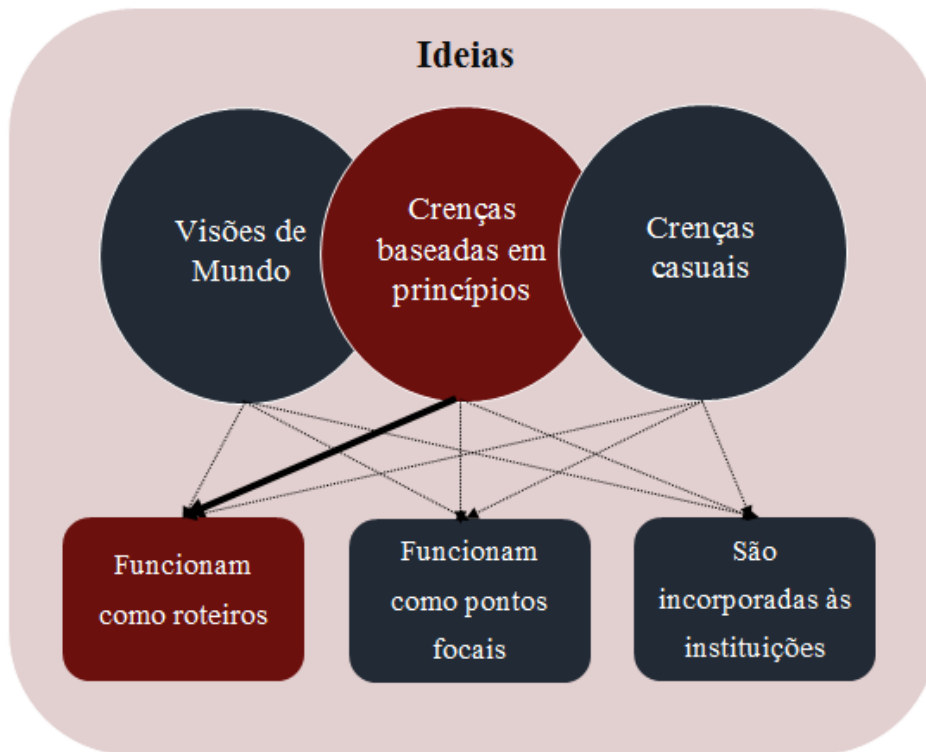 Ideias
Visões de
Mundo
Crenças
baseadas em
princípios
Crenças
casuais
Funcionam
como roteiros
Funcionam
como pontos
focais
São
incorporadas às
instituições